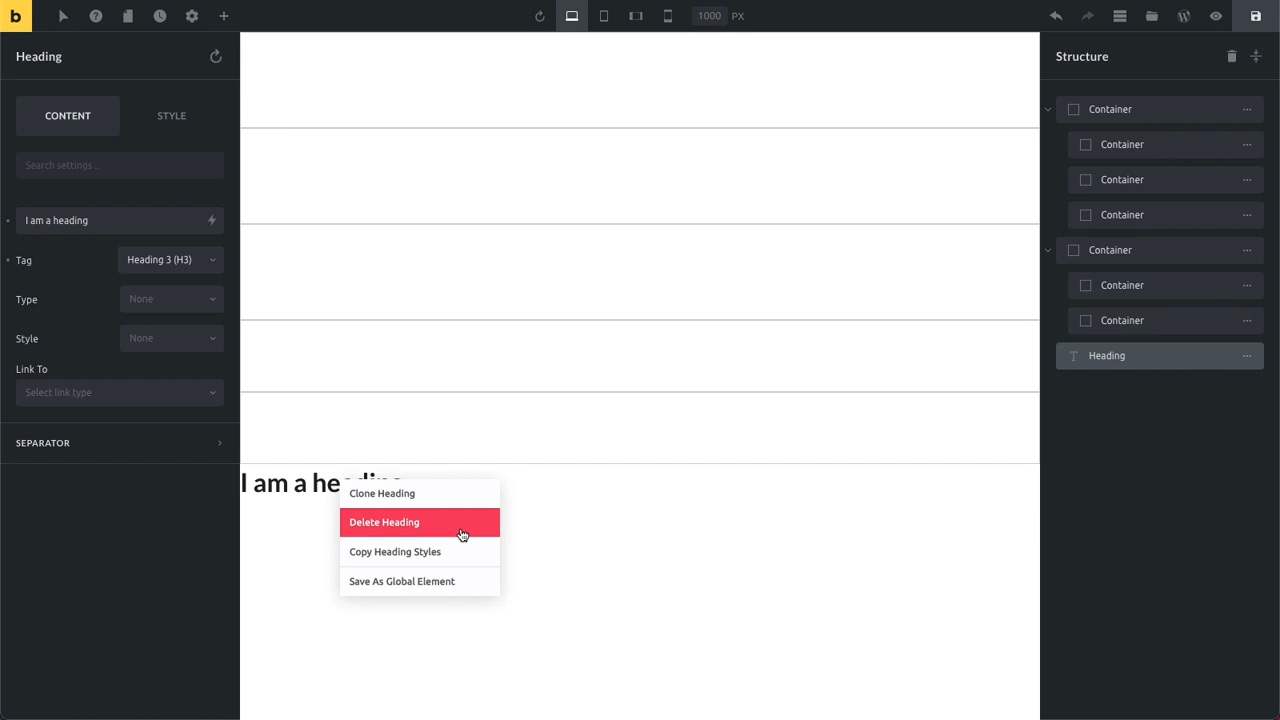 b
1000 PX
Heading
CONTENT STYLE
Search settings ..
I am a heading
Tag Heading 3 (H3)
Type None
Style None
Link To
Select link type
SEPARATOR
I am a heading
Clone Heading
Delete Heading
Copy Heading Styles
Save As Global Element
Structure
Container
Container
Container
Container
Container
Container
Container
Heading